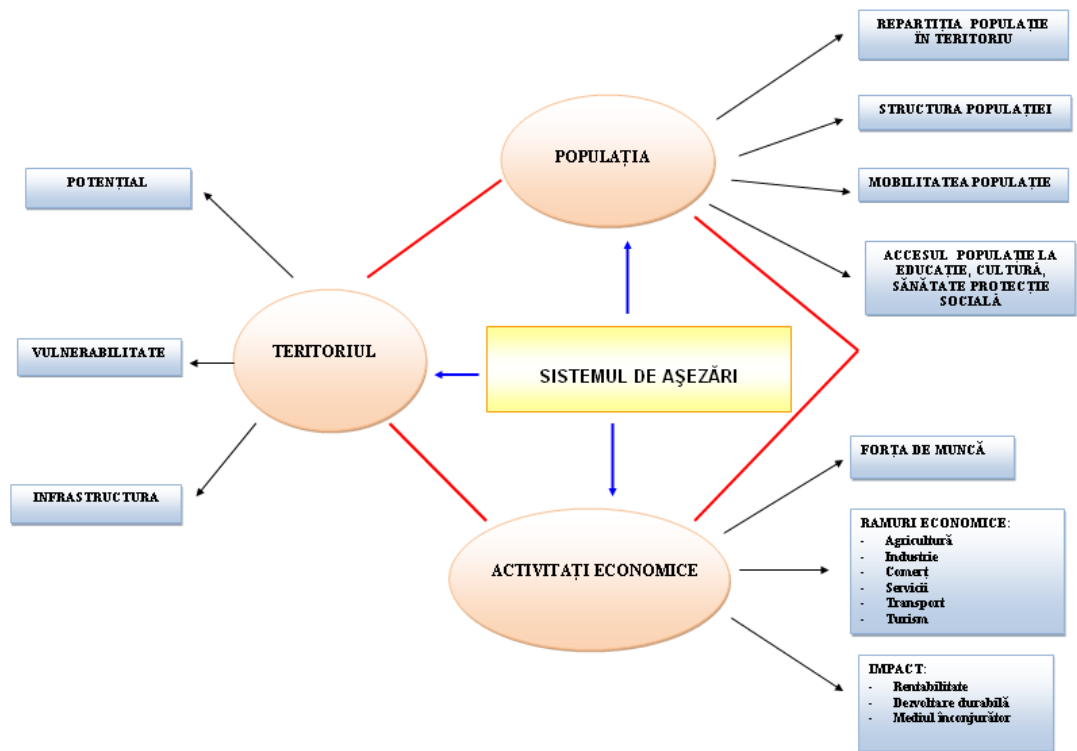 REPARTIȚIA POPULAȚIE
ÎN TERITORIU
STRUCTURA POPULAȚIEI
POPULAȚIA
MOBILITATEA POPULAȚIE
POTENȚIAL
ACCESUL POPULAȚIE LA
EDUCAȚIE, CULTURĂ,
SĂNĂTATE PROTECȚIE
SOCIALĂ
VULNERABILITATE
TERITORIUL
SISTEMUL DE AŞEZĂRI
INFRASTRUCTURA
FORȚA DE MUNCĂ
ACTIVITAȚI ECONOMICE
RAMURI ECONOMICE:
- Agricultură
- Industrie
- Comerț
- Servicii
- Transport
- Turism
IMPACT:
- Rentabilitate
- Dezvoltare durabilă
- Mediul înconjurător